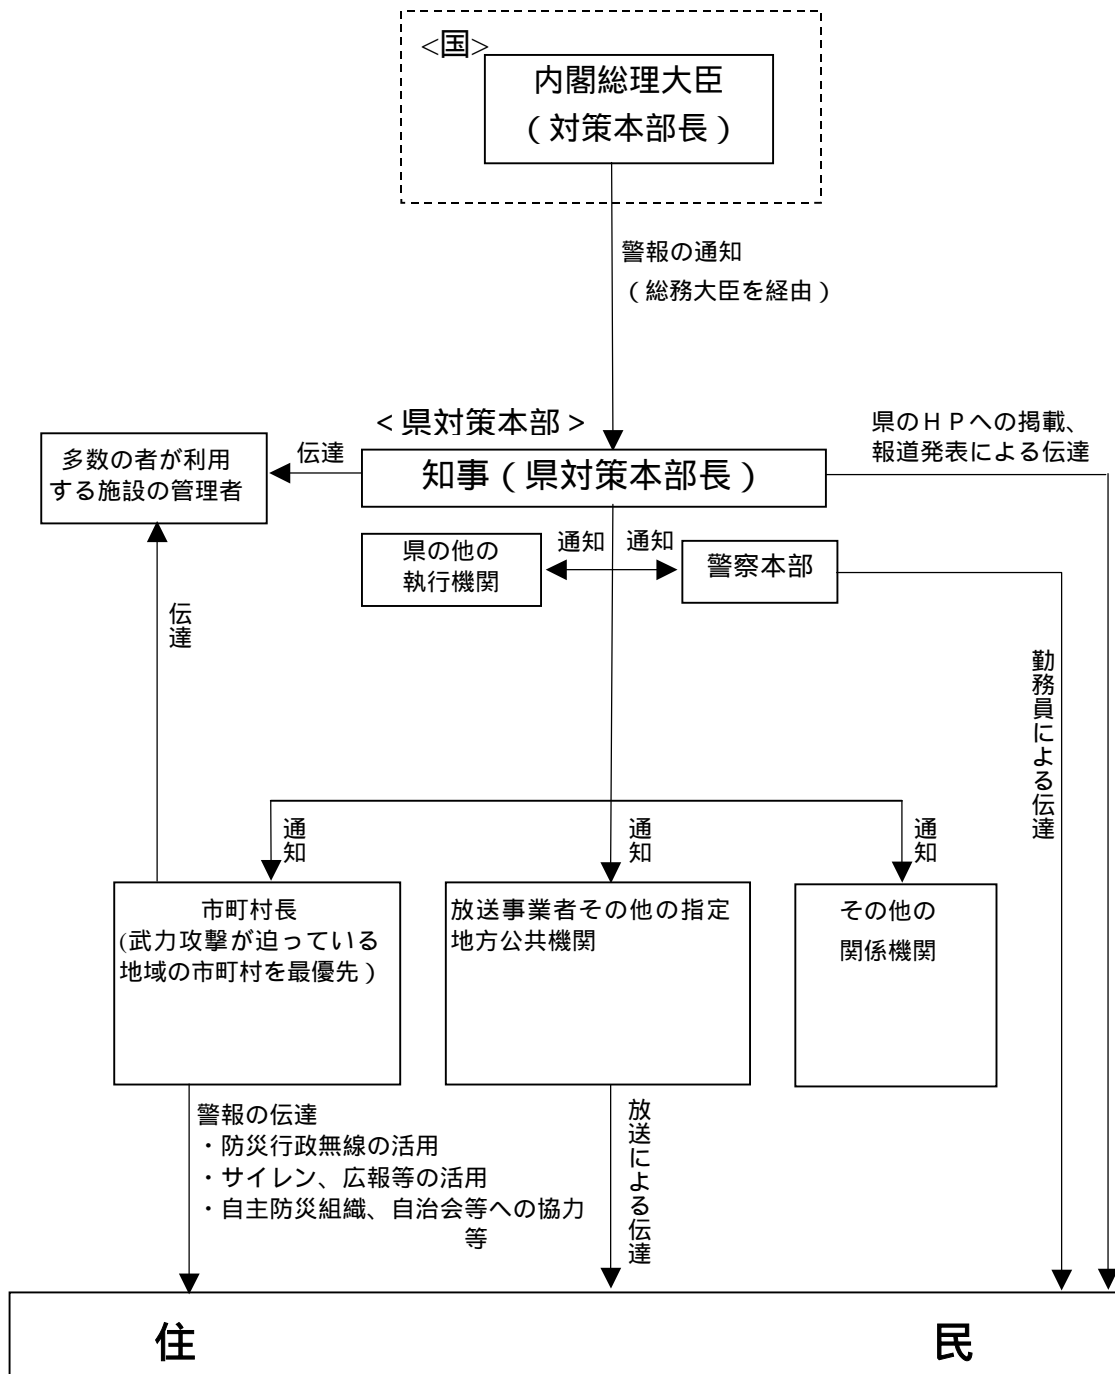 <国>
内閣総理大臣
（対策本部長）
警報の通知
（総務大臣を経由）
＜県対策本部＞
県のＨＰへの掲載、
報道発表による伝達
多数の者が利用
する施設の管理者
伝達
知事（県対策本部長）
県の他の
執行機関
通知
通知
警察本部
伝達
勤務員による伝達
通知
通知
通知
市町村長
(武力攻撃が迫っている
地域の市町村を最優先）
放送事業者その他の指定
地方公共機関
その他の
関係機関
警報の伝達
・防災行政無線の活用
・サイレン、広報等の活用
・自主防災組織、自治会等への協力
等
放送による伝達
住　民